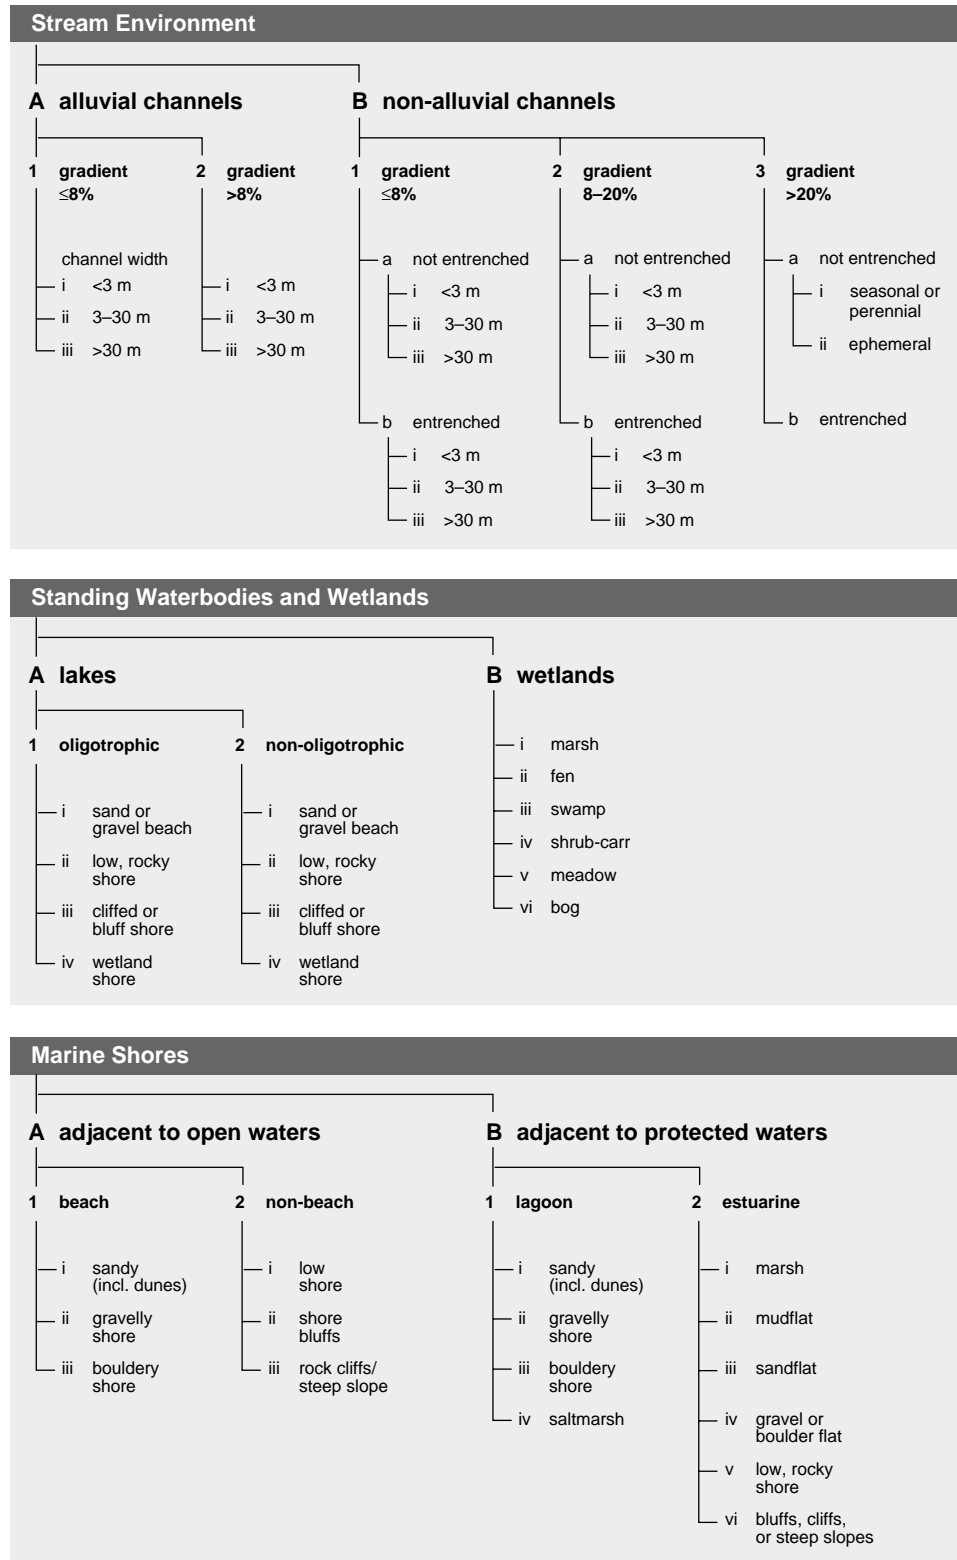 Stream Environment
A alluvial channels
B non-alluvial channels
1 gradient
≤8%
2 gradient
>8%
1 gradient
≤8%
2 gradient
8–20%
3 gradient
>20%
channel width
i <3 m
ii 3–30 m
iii >30 m
i <3 m
ii 3–30 m
iii >30 m
a not entrenched
i <3 m
ii 3–30 m
iii >30 m
b entrenched
i <3 m
ii 3–30 m
iii >30 m
a not entrenched
i <3 m
ii 3–30 m
iii >30 m
b entrenched
i <3 m
ii 3–30 m
iii >30 m
a not entrenched
i seasonal or
perennial
ii ephemeral
b entrenched
Standing Waterbodies and Wetlands
A lakes
B wetlands
1 oligotrophic
i sand or
gravel beach
ii low, rocky
shore
iii cliffed or
bluff shore
iv wetland
shore
2 non-oligotrophic
i sand or
gravel beach
ii low, rocky
shore
iii cliffed or
bluff shore
iv wetland
shore
i marsh
ii fen
iii swamp
iv shrub-carr
v meadow
vi bog
Marine Shores
A adjacent to open waters
B adjacent to protected waters
1 beach
i sandy
(incl. dunes)
ii gravelly
shore
iii bouldery
shore
2 non-beach
i low
shore
ii shore
bluffs
iii rock cliffs/
steep slope
1 lagoon
i sandy
(incl. dunes)
ii gravelly
shore
iii bouldery
shore
iv saltmarsh
2 estuarine
i marsh
ii mudflat
iii sandflat
iv gravel or
boulder flat
v low, rocky
shore
vi bluffs, cliffs,
or steep slopes